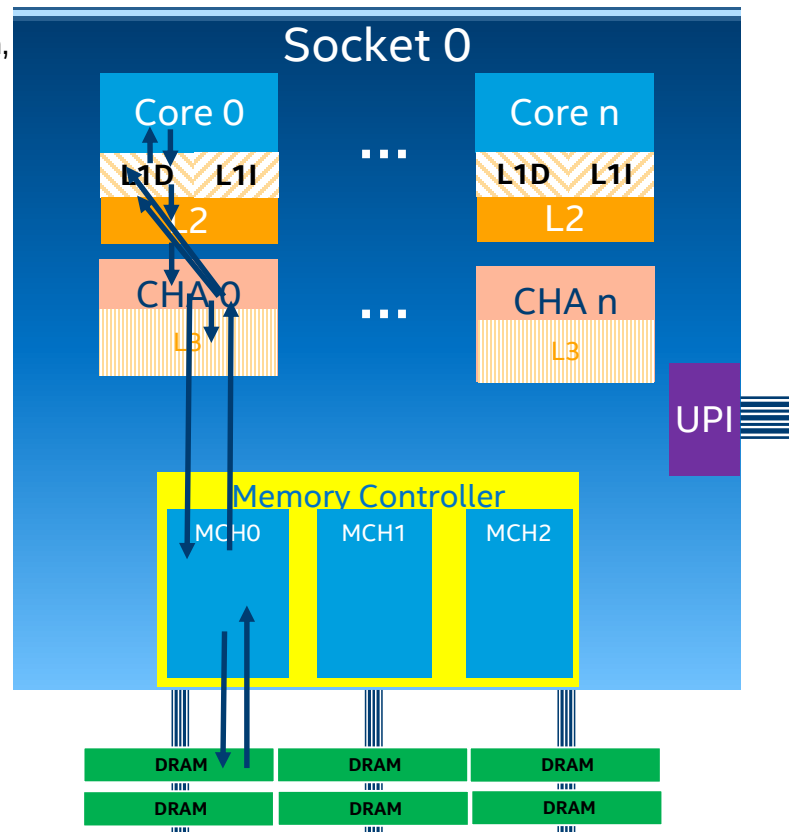 Socket 0
Core 0 ... Core n
L1D L1I L1D L1I
L2 L2
CHA 0 ... CHA n
L3 L3
UPI
Memory Controller
MCH0 MCH1 MCH2
DRAM DRAM DRAM
DRAM DRAM DRAM